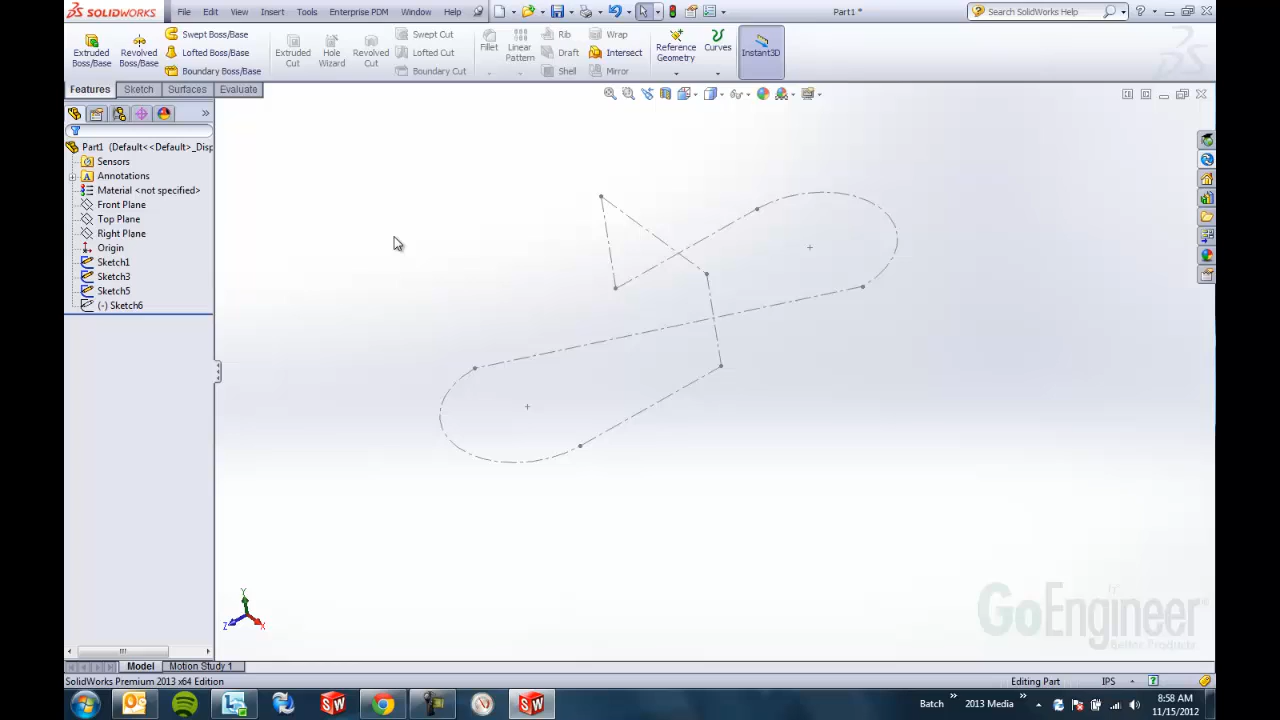 SOLIDWORKS File Edit View Insert Tools Enterprise PDM Window Help Part1 * Search SolidWorks Help
Extruded Boss/Base
Revolved Boss/Base
Swept Boss/Base
Lofted Boss/Base
Boundary Boss/Base
Extruded Cut
Hole Wizard
Revolved Cut
Swept Cut
Lofted Cut
Boundary Cut
Fillet
Linear Pattern
Rib
Draft
Shell
Wrap
Intersect
Mirror
Reference Geometry
Curves
Instant3D
Features Sketch Surfaces Evaluate
Part1 (Default<<Default>_Disp
Sensors
Annotations
Material <not specified>
Front Plane
Top Plane
Right Plane
Origin
Sketch1
Sketch3
Sketch5
(-) Sketch6
Y
Z X
GoEngineer
Better Products
Model Motion Study 1
SolidWorks Premium 2013 x64 Edition Editing Part IPS
Batch 2013 Media 8:58 AM
11/15/2012